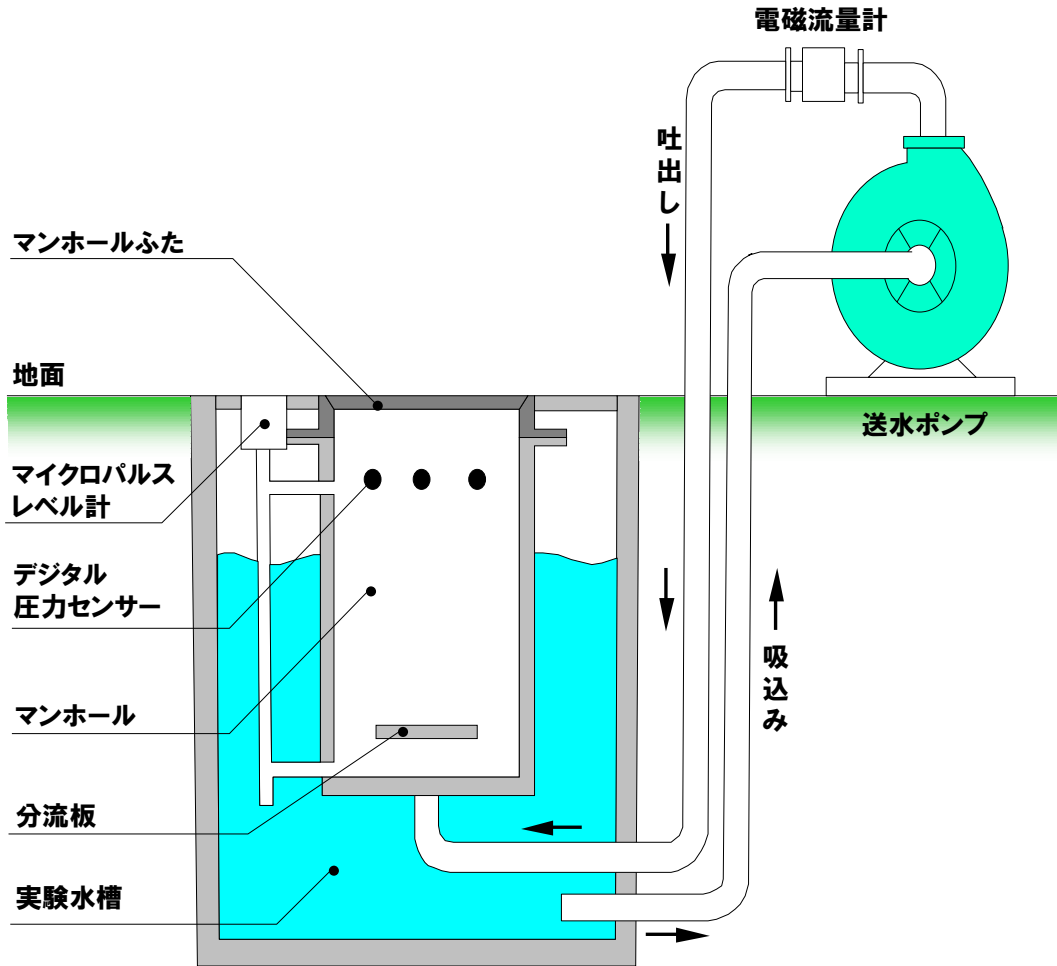 電磁流量計
吐出し
マンホールふた
地面
送水ポンプ
マイクロパルス
レベル計
デジタル
圧力センサー
吸込み
マンホール
分流板
実験水槽